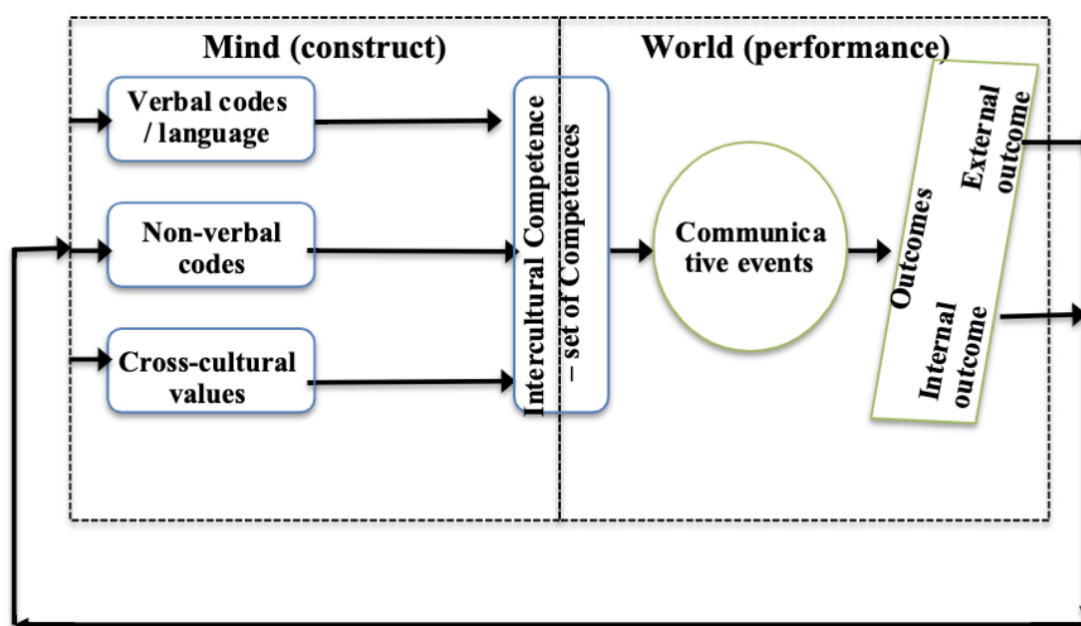 Mind (construct)
World (performance)
Verbal codes
/ language
Non-verbal
codes
Cross-cultural
values
Intercultural Competence
– set of Competences
Communica
tive events
Outcomes
External
outcome
Internal
outcome